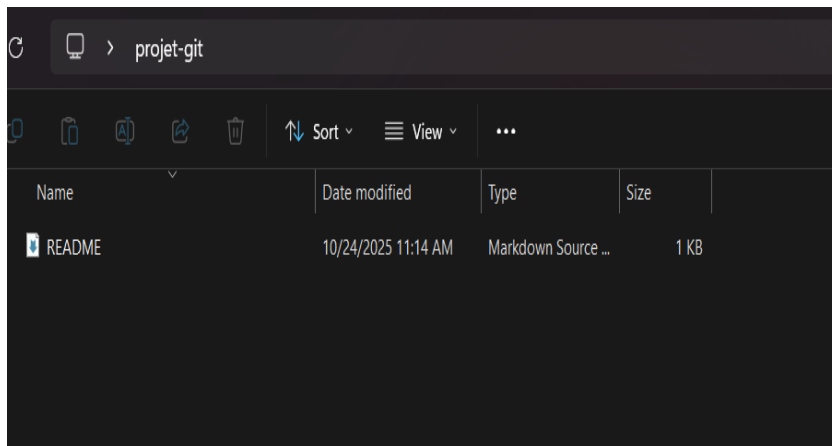 projet-git
Sort View
Name Date modified Type Size
README 10/24/2025 11:14 AM Markdown Source ... 1 KB